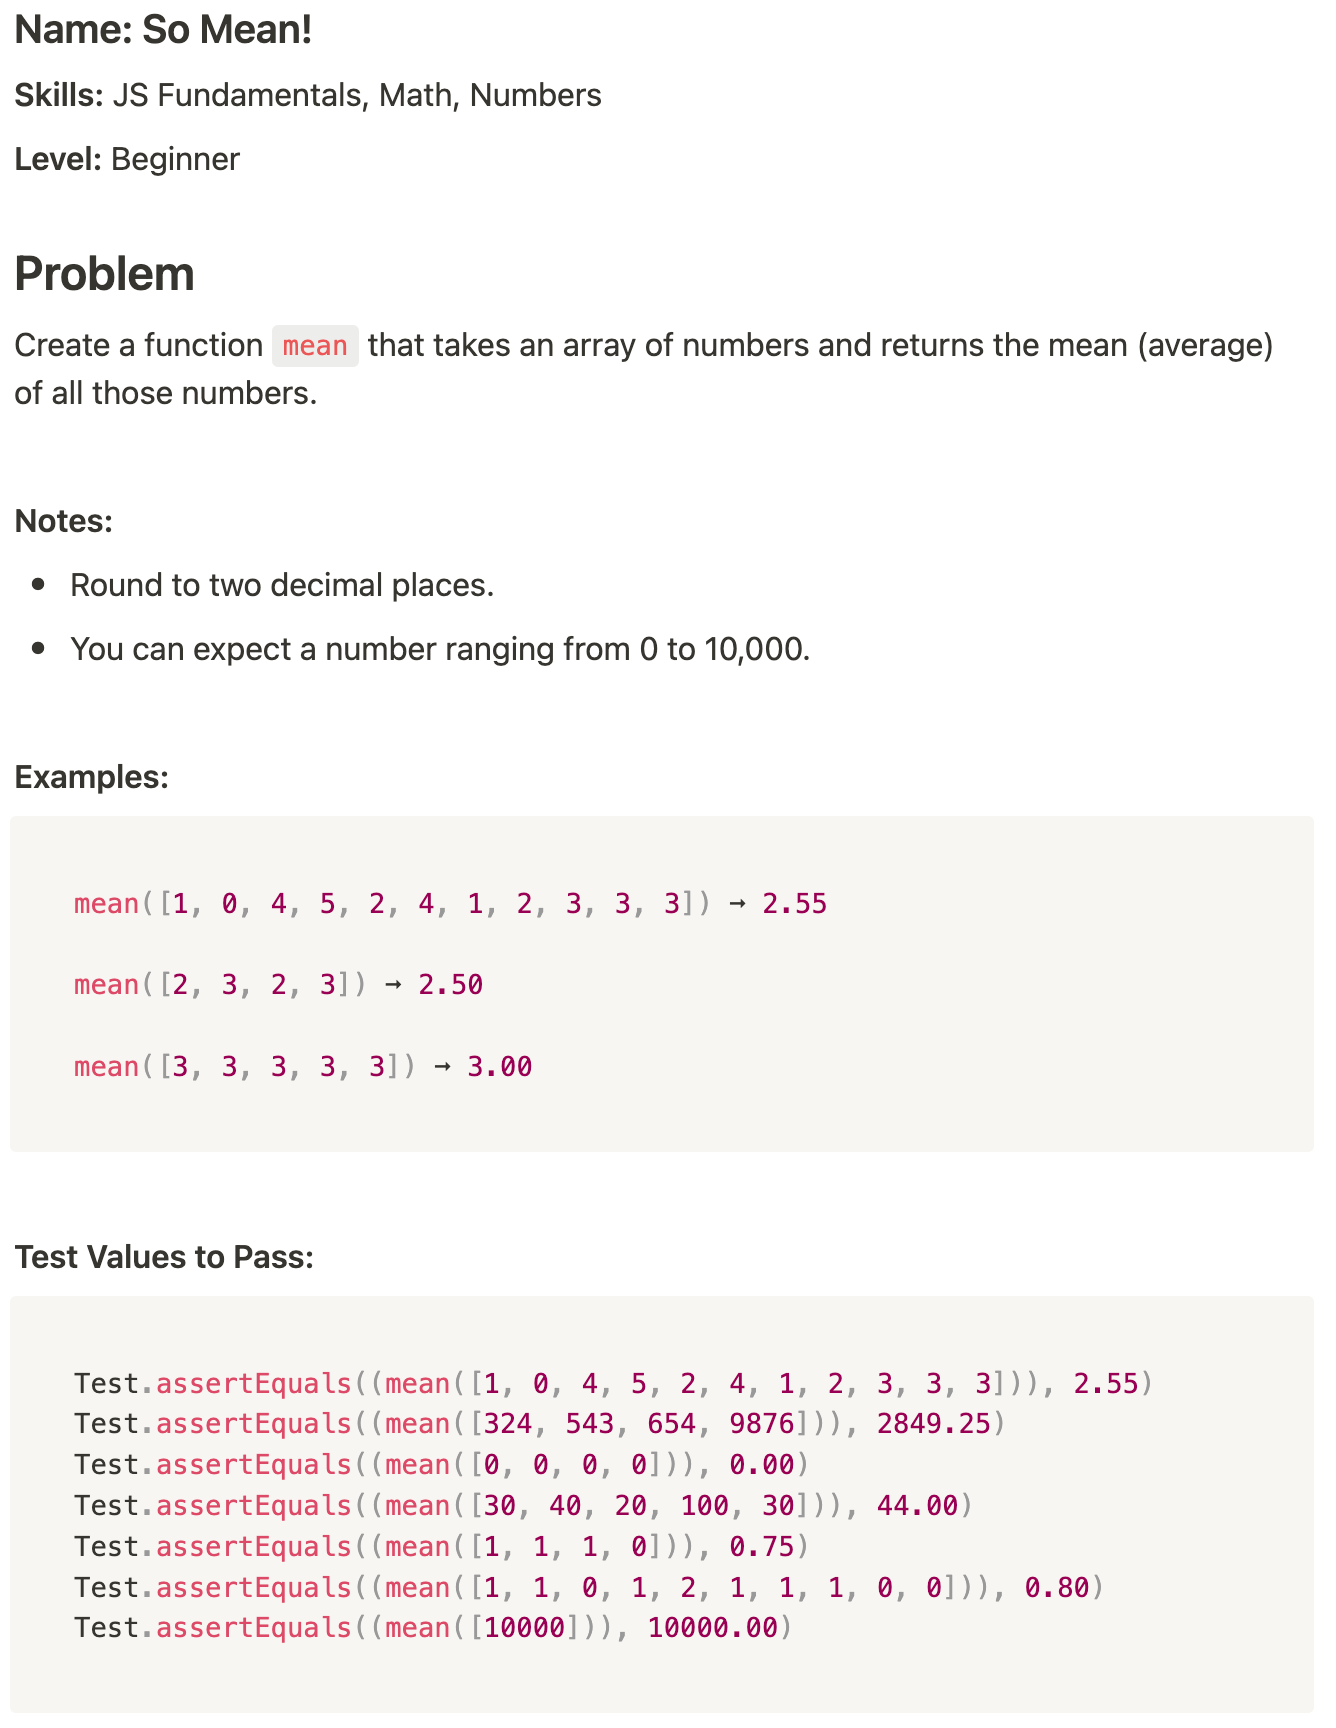 Name: So Mean!
Skills: JS Fundamentals, Math, Numbers
Level: Beginner
Problem
Create a function mean that takes an array of numbers and returns the mean (average)
of all those numbers.
Notes:
• Round to two decimal places.
• You can expect a number ranging from 0 to 10,000.
Examples:
mean([1, 0, 4, 5, 2, 4, 1, 2, 3, 3, 3]) → 2.55
mean([2, 3, 2, 3]) → 2.50
mean([3, 3, 3, 3, 3]) → 3.00
Test Values to Pass:
Test.assertEquals((mean([1, 0, 4, 5, 2, 4, 1, 2, 3, 3, 3])), 2.55)
Test.assertEquals((mean([324, 543, 654, 9876])), 2849.25)
Test.assertEquals((mean([0, 0, 0, 0])), 0.00)
Test.assertEquals((mean([30, 40, 20, 100, 30])), 44.00)
Test.assertEquals((mean([1, 1, 1, 0])), 0.75)
Test.assertEquals((mean([1, 1, 0, 1, 2, 1, 1, 1, 0, 0])), 0.80)
Test.assertEquals((mean([10000])), 10000.00)